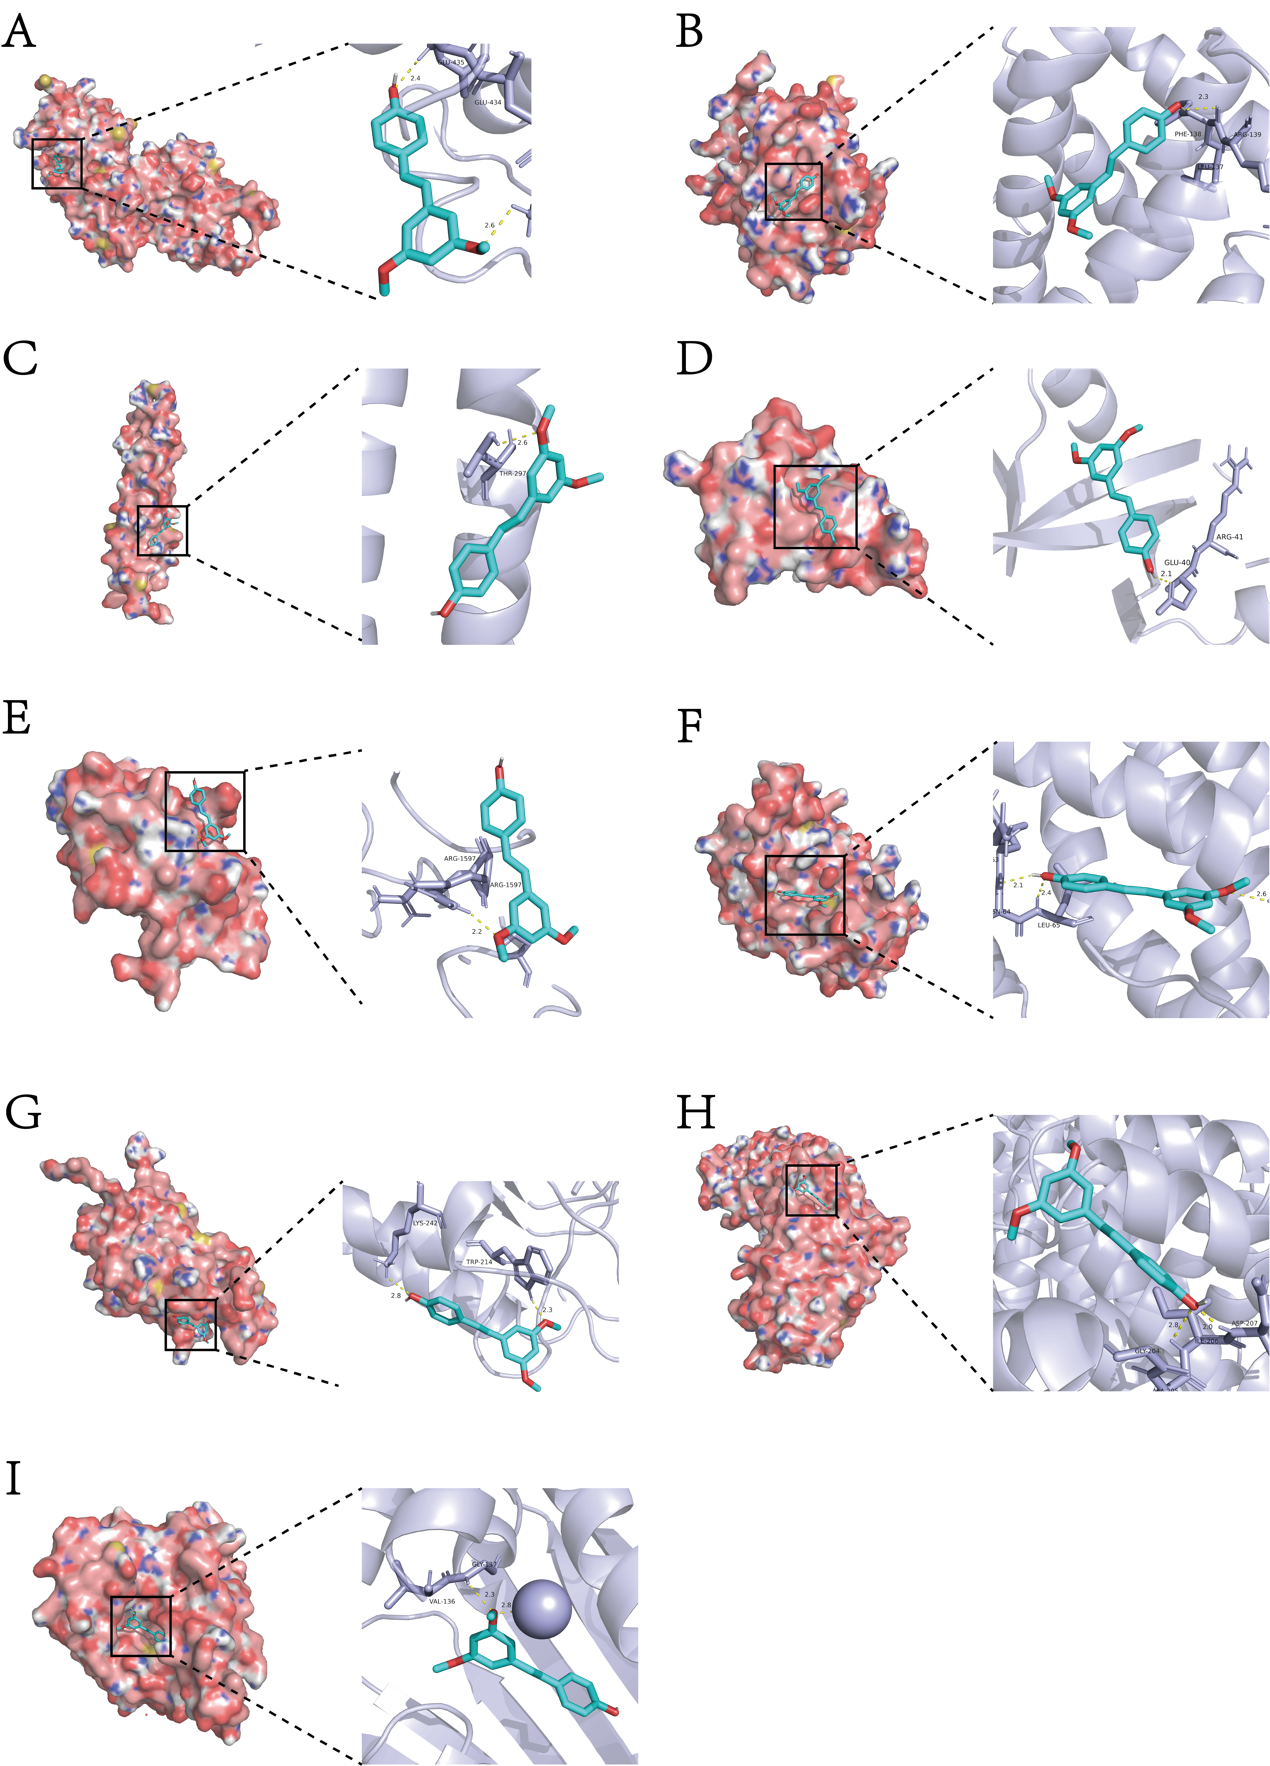 A
GLU-435
2.4
GLU-434
2.6
B
2.3
PHE-138
ARG-139
C
2.6
THR-297
D
ARG-41
GLU-40
2.1
E
ARG-1597
ARG-1597
2.2
F
2.1
2.4
2.6
LEU-65
G
LYS-242
TRP-214
2.8
2.3
H
2.8
2.0
ASP-207
GLY-204
I
GLY-137
2.3
2.8
VAL-136